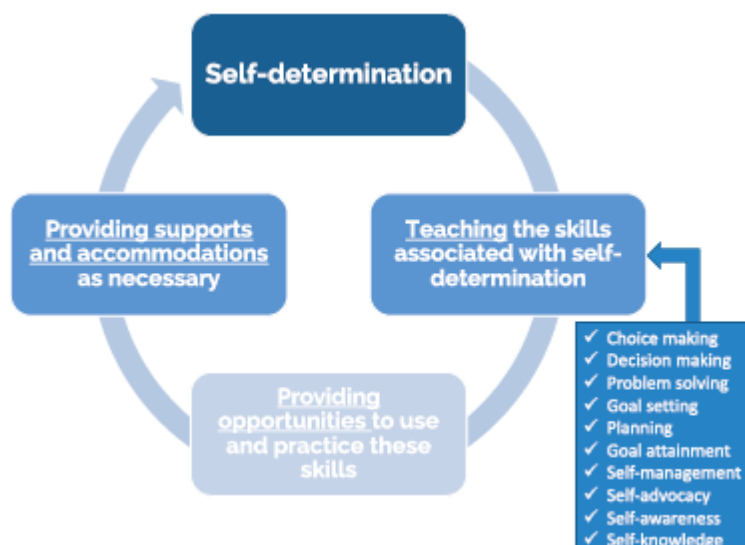 Self-determination
Providing supports
and accommodations
as necessary
Teaching the skills
associated with self-
determination
Providing
opportunities to use
and practice these
skills
✓ Choice making
✓ Decision making
✓ Problem solving
✓ Goal setting
✓ Planning
✓ Goal attainment
✓ Self-management
✓ Self-advocacy
✓ Self-awareness
✓ Self-knowledge